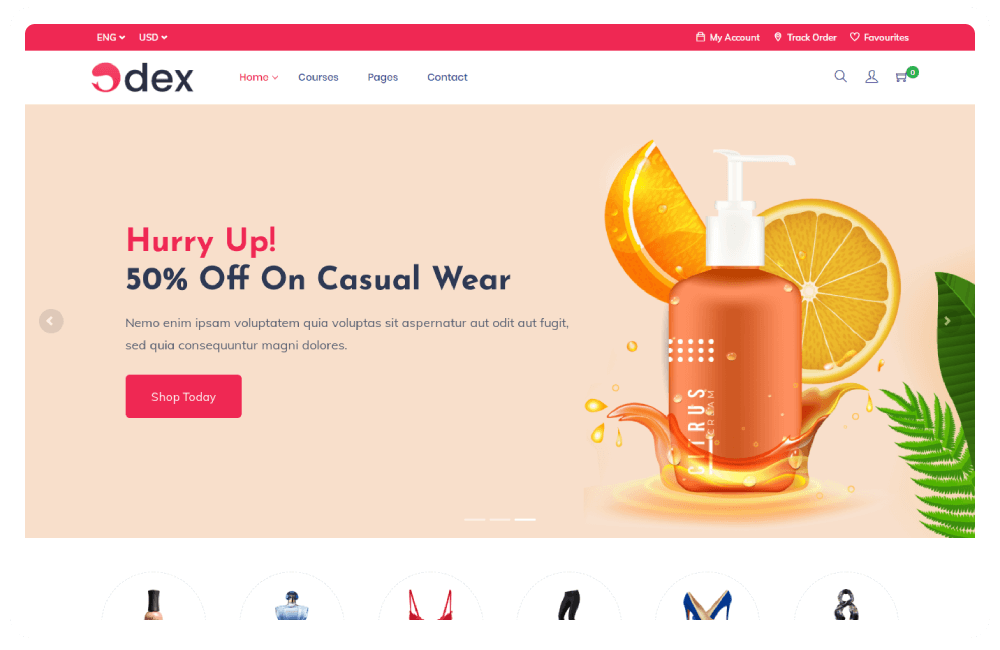 ENG USD My Account Track Order Favourites
dex Home Courses Pages Contact 0
Hurry Up!
50% Off On Casual Wear
Nemo enim ipsam voluptatem quia voluptas sit aspernatur aut odit aut fugit,
sed quia consequuntur magni dolores.
Shop Today
CITRUS
CREAM